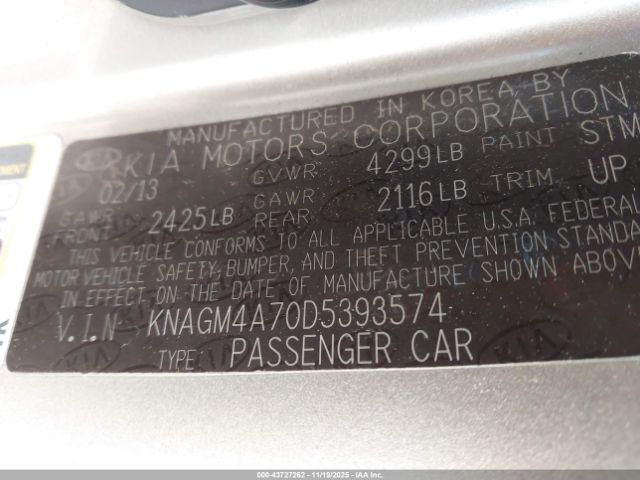 MANUFACTURED IN KOREA BY
KIA MOTORS CORPORATION
02/13 GVWR 4299LB PAINT STM
GAWR FRONT 2425LB GAWR REAR 2116LB TRIM UP
THIS VEHICLE CONFORMS TO ALL APPLICABLE U.S.A. FEDERAL
MOTOR VEHICLE SAFETY, BUMPER, AND THEFT PREVENTION STANDA
IN EFFECT ON THE DATE OF MANUFACTURE SHOWN ABOV
V.I.N KNAGM4A70D5393574
TYPE: PASSENGER CAR
000-43727262 - 11/19/2025 - IAA, Inc.